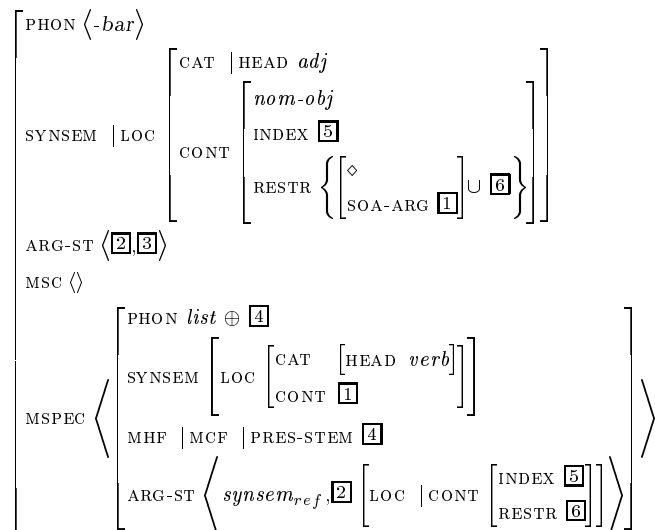 PHON ⟨-bar⟩
CAT |HEAD adj
nom-obj
SYNSEM |LOC
INDEX 5
CONT
RESTR {[◇
SOA-ARG 1] ∪ 6}
ARG-ST ⟨2,3⟩
MSC ⟨⟩
PHON list ⊕ 4
CAT [HEAD verb]
SYNSEM [LOC
CONT 1
MSPEC
MHF |MCF |PRES-STEM 4
INDEX 5
ARG-ST ⟨synsem_ref, 2 [LOC |CONT
RESTR 6]]⟩